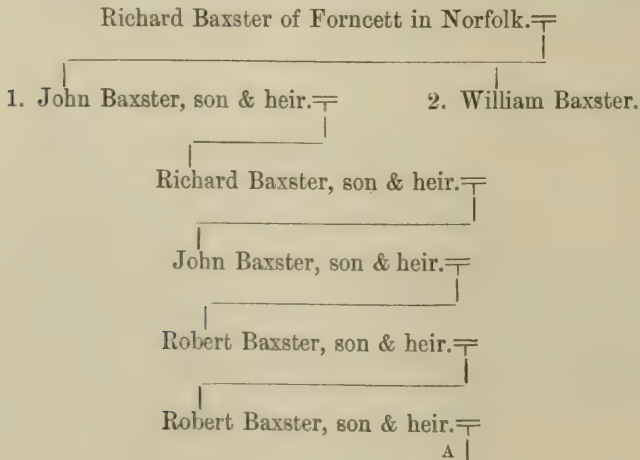 Richard Baxster of Forncett in Norfolk.
1. John Baxster, son & heir. 2. William Baxster.
Richard Baxster, son & heir.
John Baxster, son & heir.
Robert Baxster, son & heir.
Robert Baxster, son & heir.
A